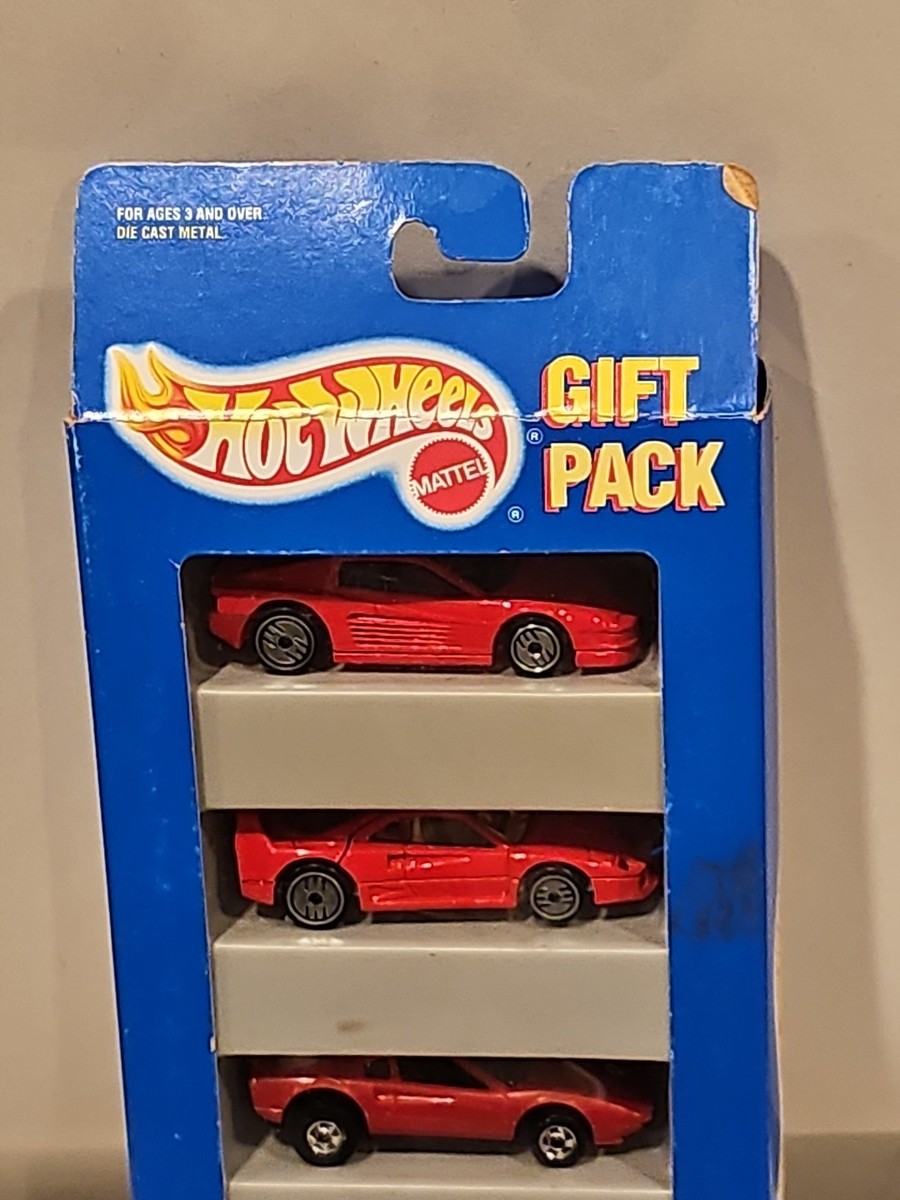 FOR AGES 3 AND OVER.
DIE CAST METAL.
HOT WHEELS
MATTEL
®
®
GIFT
PACK